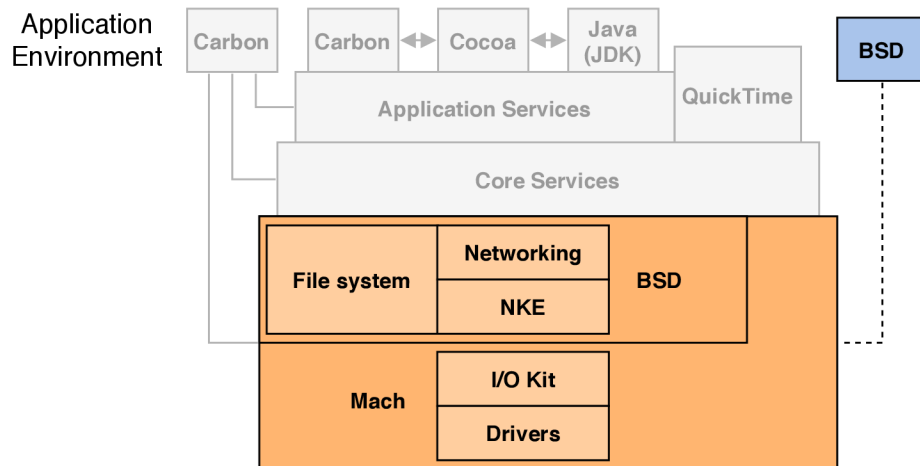 Application
Environment
Carbon
Carbon
Cocoa
Java
(JDK)
BSD
QuickTime
Application Services
Core Services
File system
Networking
NKE
BSD
Mach
I/O Kit
Drivers